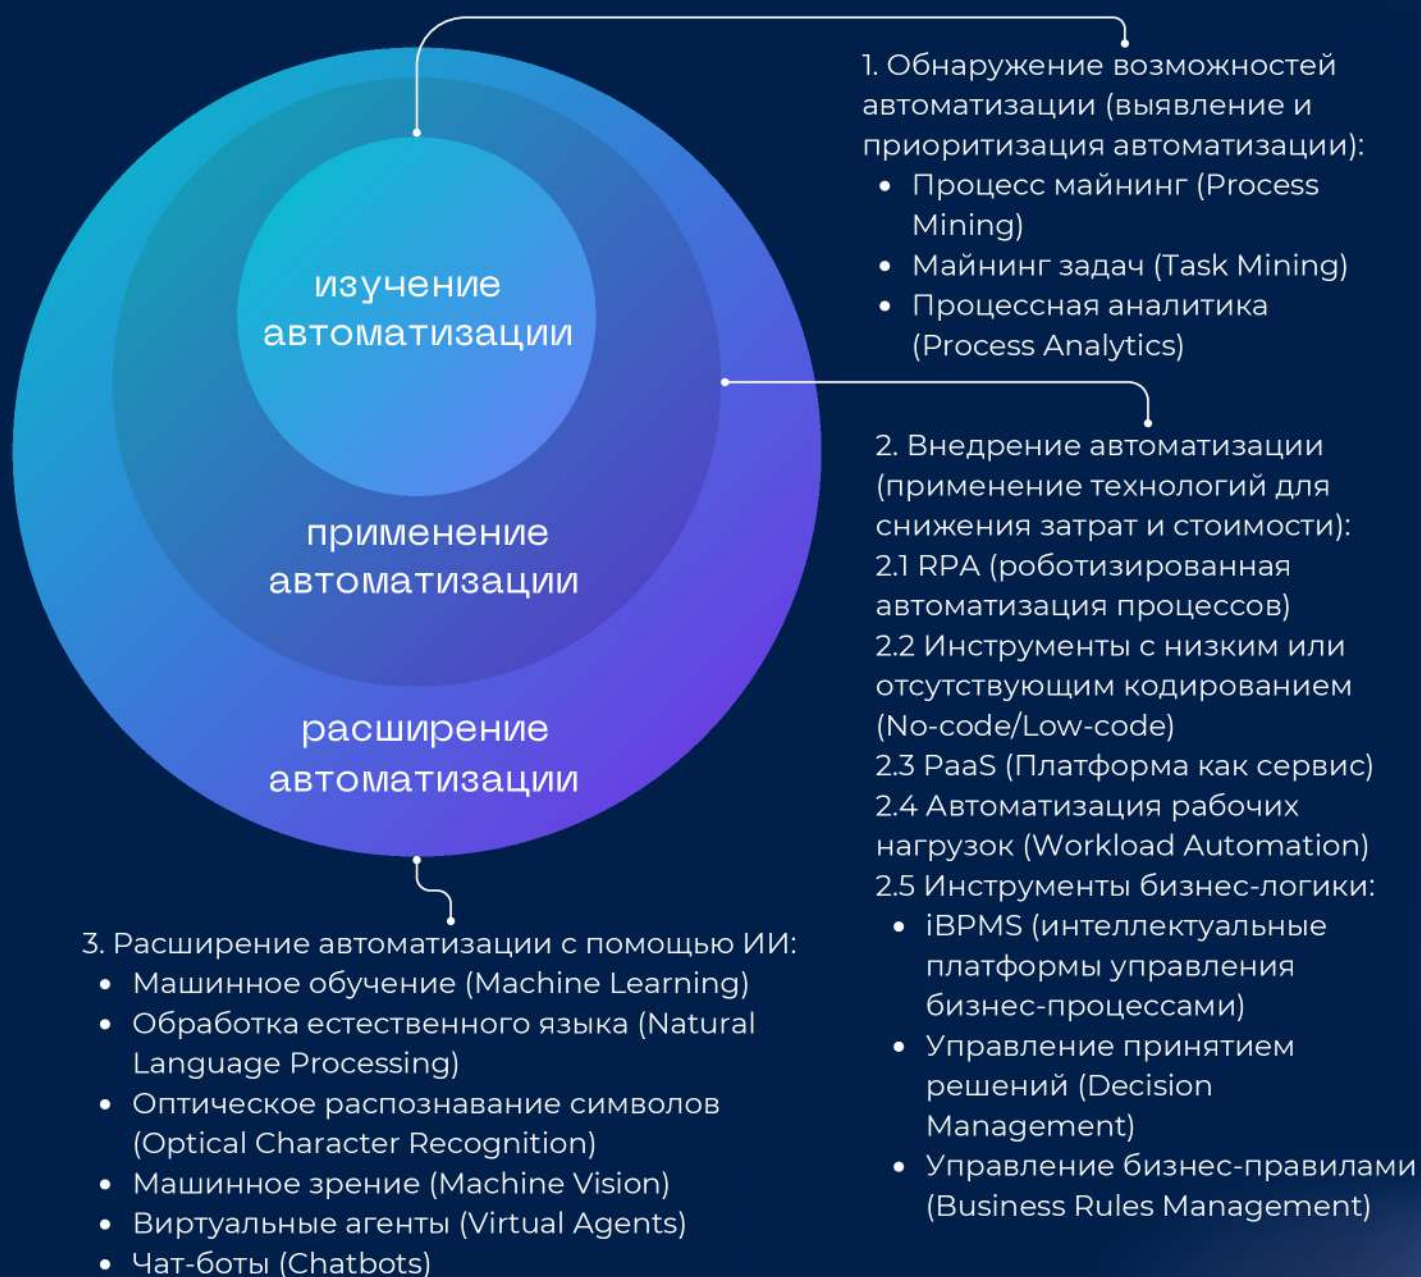 изучение
автоматизации
применение
автоматизации
расширение
автоматизации
1. Обнаружение возможностей
автоматизации (выявление и
приоритизация автоматизации):
• Процесс майнинг (Process
Mining)
• Майнинг задач (Task Mining)
• Процессная аналитика
(Process Analytics)
2. Внедрение автоматизации
(применение технологий для
снижения затрат и стоимости):
2.1 RPA (роботизированная
автоматизация процессов)
2.2 Инструменты с низким или
отсутствующим кодированием
(No-code/Low-code)
2.3 PaaS (Платформа как сервис)
2.4 Автоматизация рабочих
нагрузок (Workload Automation)
2.5 Инструменты бизнес-логики:
• iBPMS (интеллектуальные
платформы управления
бизнес-процессами)
• Управление принятием
решений (Decision
Management)
• Управление бизнес-правилами
(Business Rules Management)
3. Расширение автоматизации с помощью ИИ:
• Машинное обучение (Machine Learning)
• Обработка естественного языка (Natural
Language Processing)
• Оптическое распознавание символов
(Optical Character Recognition)
• Машинное зрение (Machine Vision)
• Виртуальные агенты (Virtual Agents)
• Чат-боты (Chatbots)